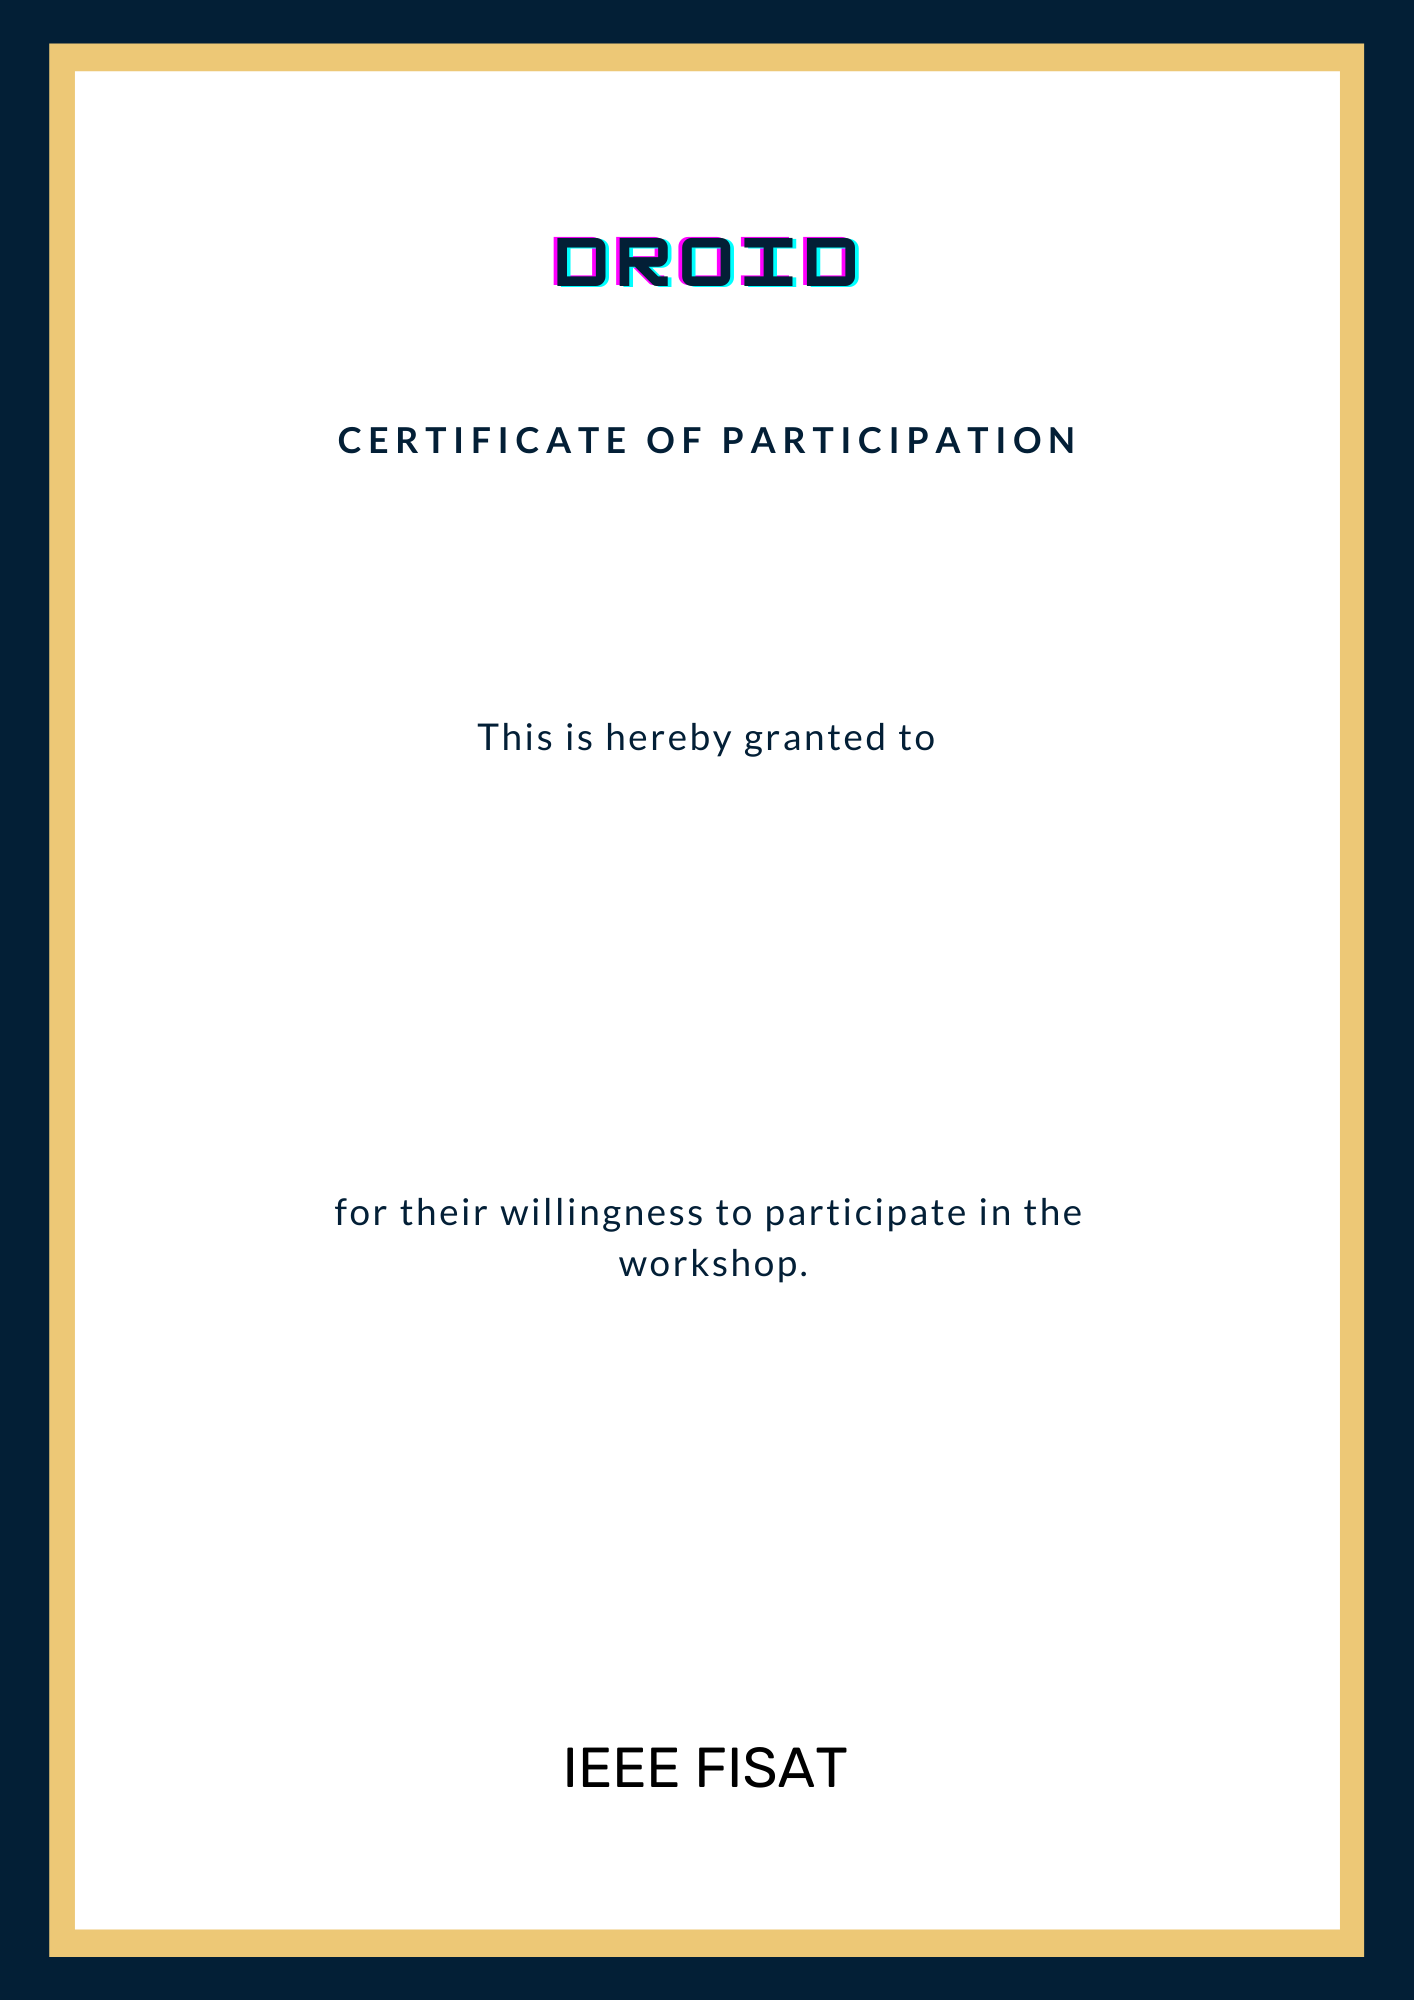 DROID
CERTIFICATE OF PARTICIPATION
This is hereby granted to
for their willingness to participate in the
workshop.
IEEE FISAT